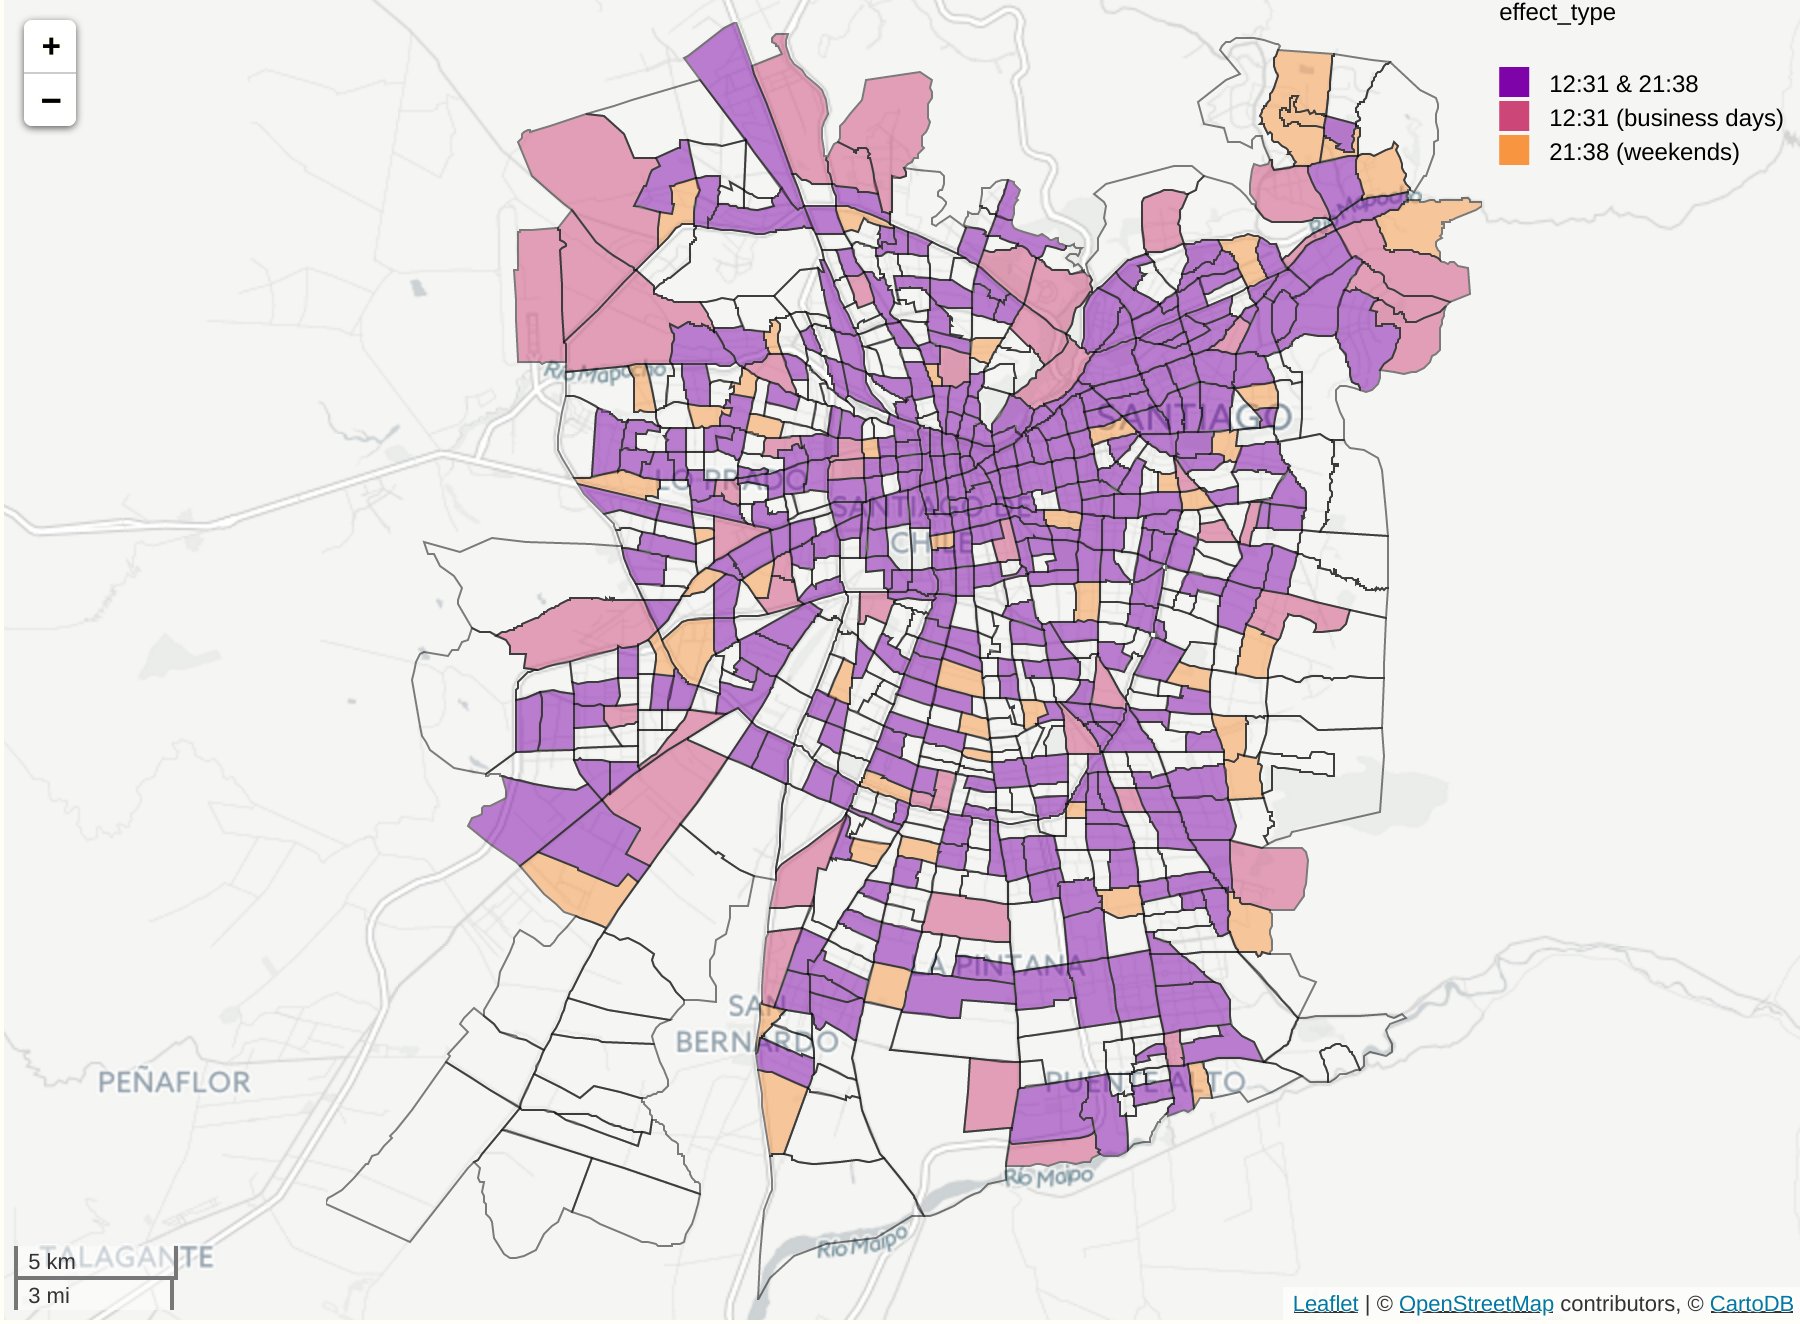 +
−
effect_type
12:31 & 21:38
12:31 (business days)
21:38 (weekends)
Río Mapocho
Río Mapocho
SANTIAGO
LO PRADO
SANTIAGO DE
CHILE
LA PINTANA
SAN
BERNARDO
PEÑAFLOR
PUENTE ALTO
Río Maipo
Río Maipo
TALAGANTE
5 km
3 mi
Leaflet | © OpenStreetMap contributors, © CartoDB